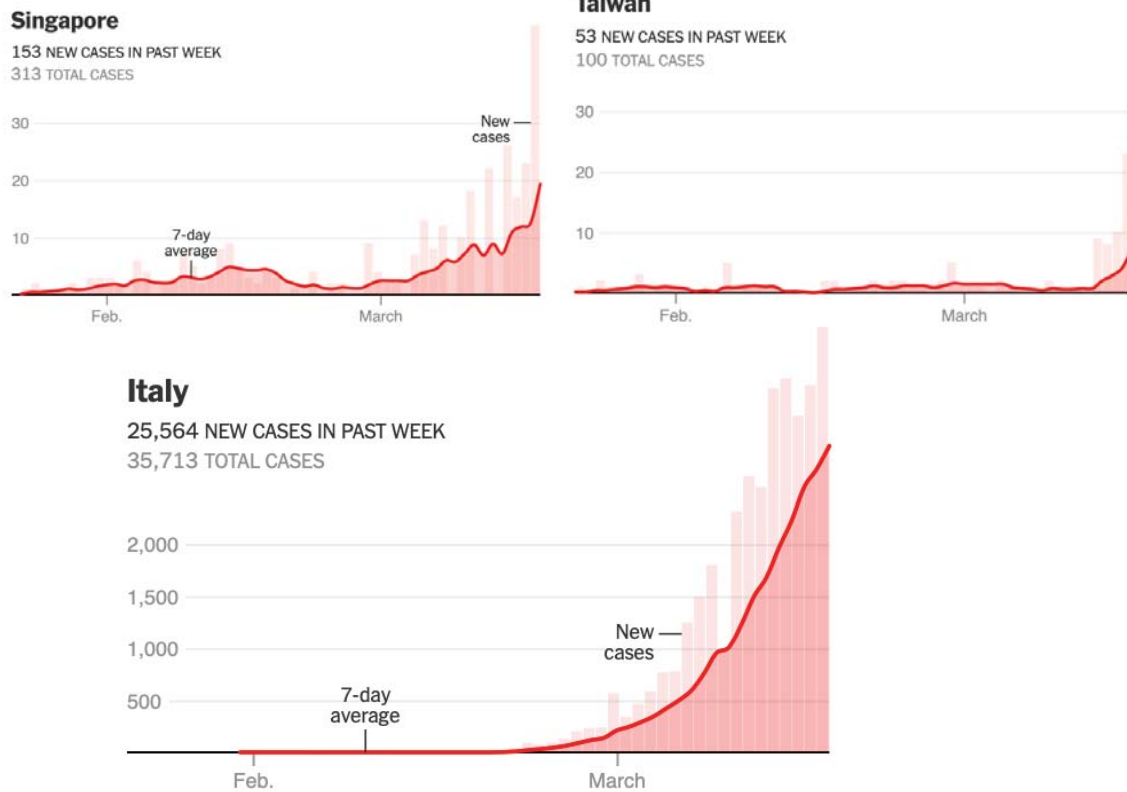 Singapore
153 NEW CASES IN PAST WEEK
313 TOTAL CASES
30
20
10
New
cases
7-day
average
Feb.
March
Taiwan
53 NEW CASES IN PAST WEEK
100 TOTAL CASES
30
20
10
Feb.
March
Italy
25,564 NEW CASES IN PAST WEEK
35,713 TOTAL CASES
2,000
1,500
1,000
500
New
cases
7-day
average
Feb.
March